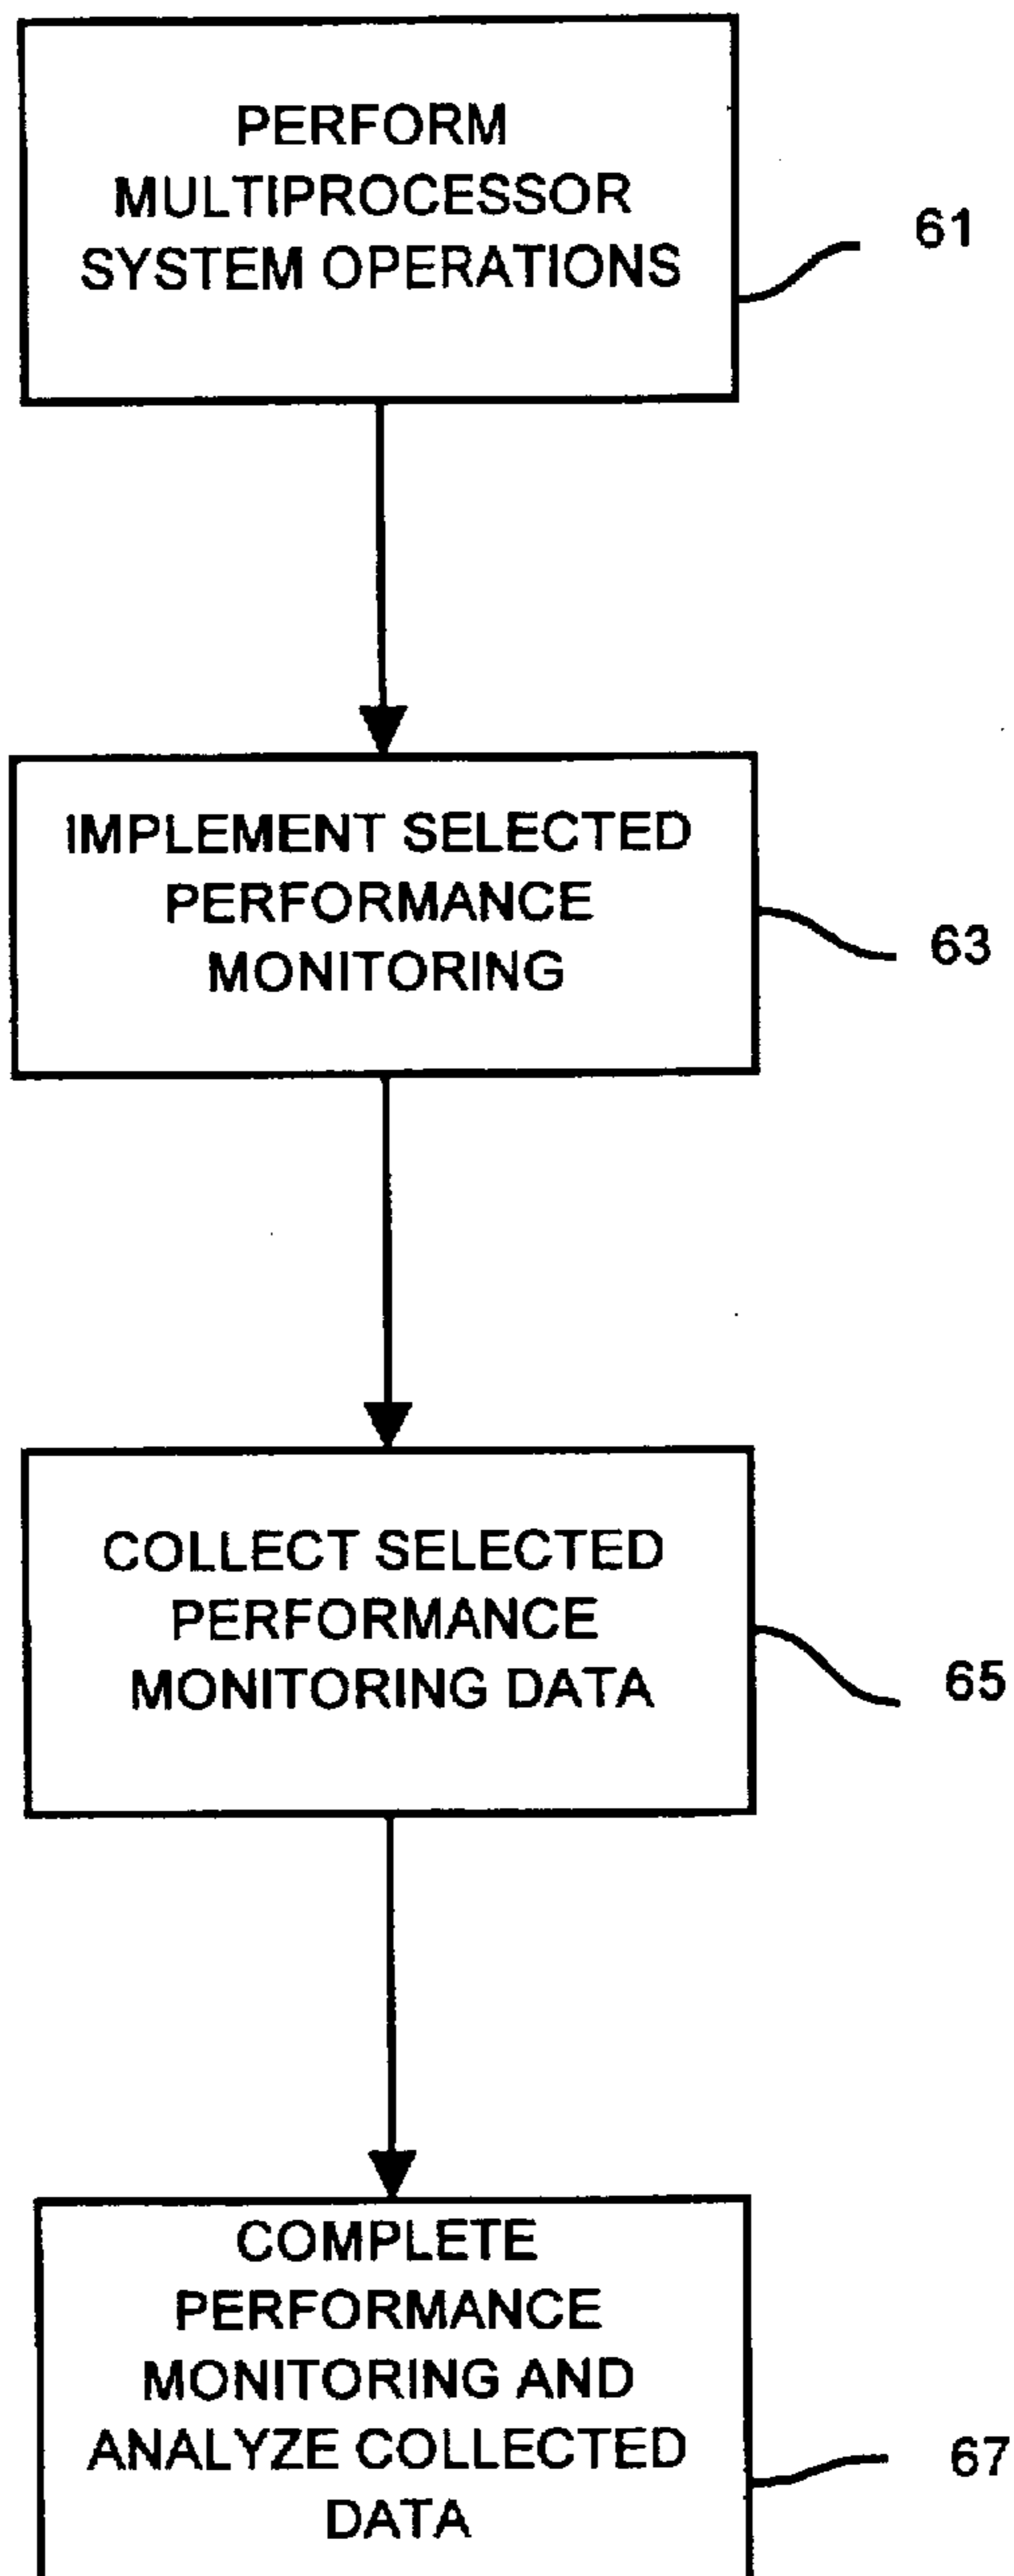 PERFORM
MULTIPROCESSOR
SYSTEM OPERATIONS
61
IMPLEMENT SELECTED
PERFORMANCE
MONITORING
63
COLLECT SELECTED
PERFORMANCE
MONITORING DATA
65
COMPLETE
PERFORMANCE
MONITORING AND
ANALYZE COLLECTED
DATA
67